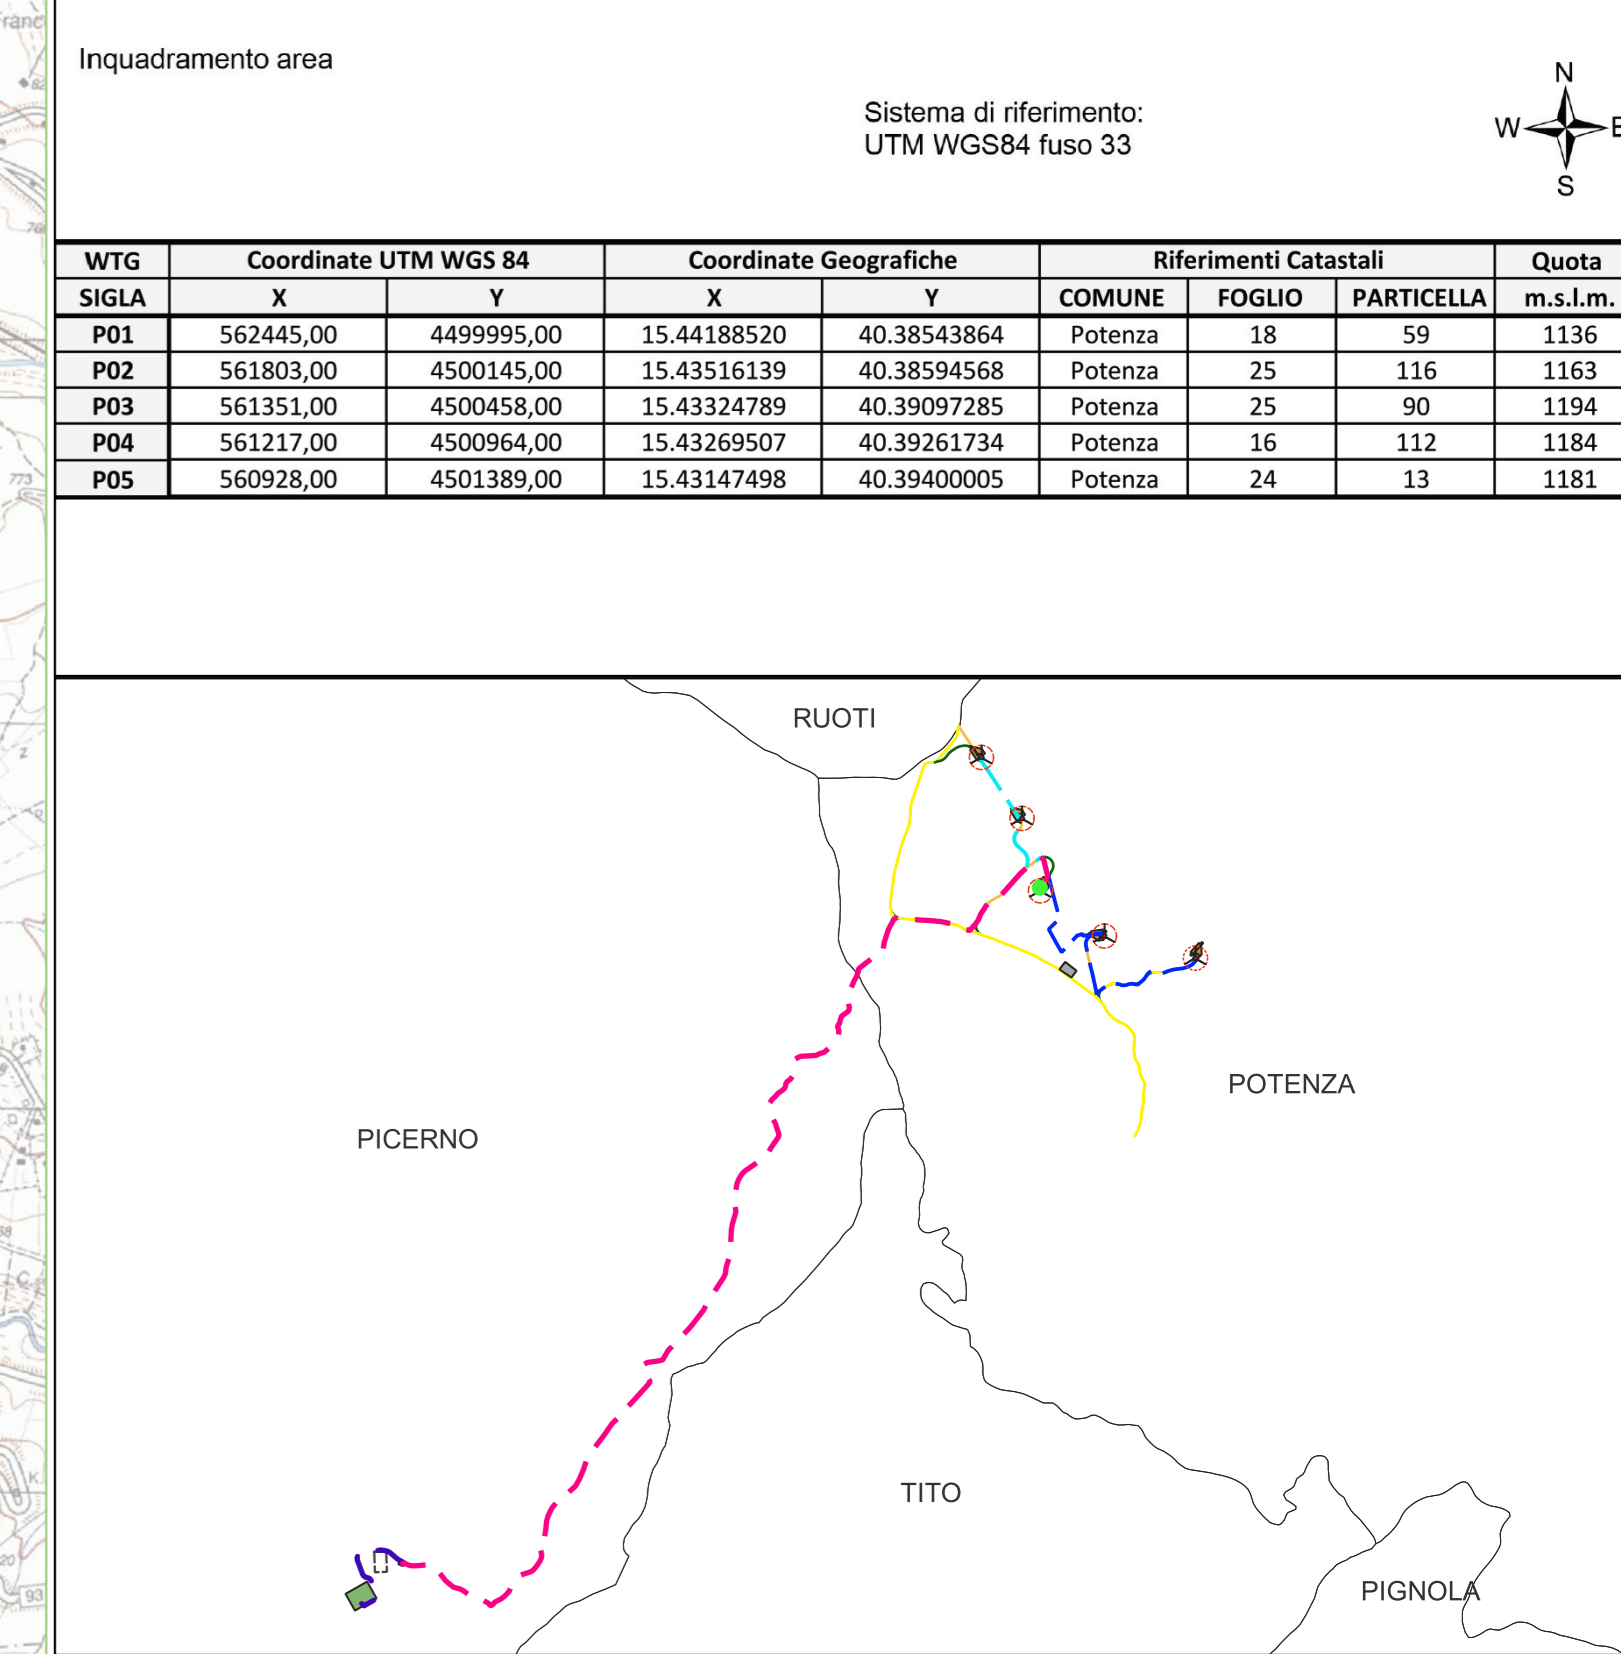 Inquadramento area
Sistema di riferimento:
UTM WGS84 fuso 33
N
W E
S
WTG Coordinate UTM WGS 84 Coordinate Geografiche Riferimenti Catastali Quota
SIGLA X Y X Y COMUNE FOGLIO PARTICELLA m.s.l.m.
P01 562445,00 4499995,00 15.44188520 40.38543864 Potenza 18 59 1136
P02 561803,00 4500145,00 15.43516139 40.38594568 Potenza 25 116 1163
P03 561351,00 4500458,00 15.43324789 40.39097285 Potenza 25 90 1194
P04 561217,00 4500964,00 15.43269507 40.39261734 Potenza 16 112 1184
P05 560928,00 4501389,00 15.43147498 40.39400005 Potenza 24 13 1181
773
z
K
93
RUOTI
POTENZA
PICERNO
TITO
PIGNOLA